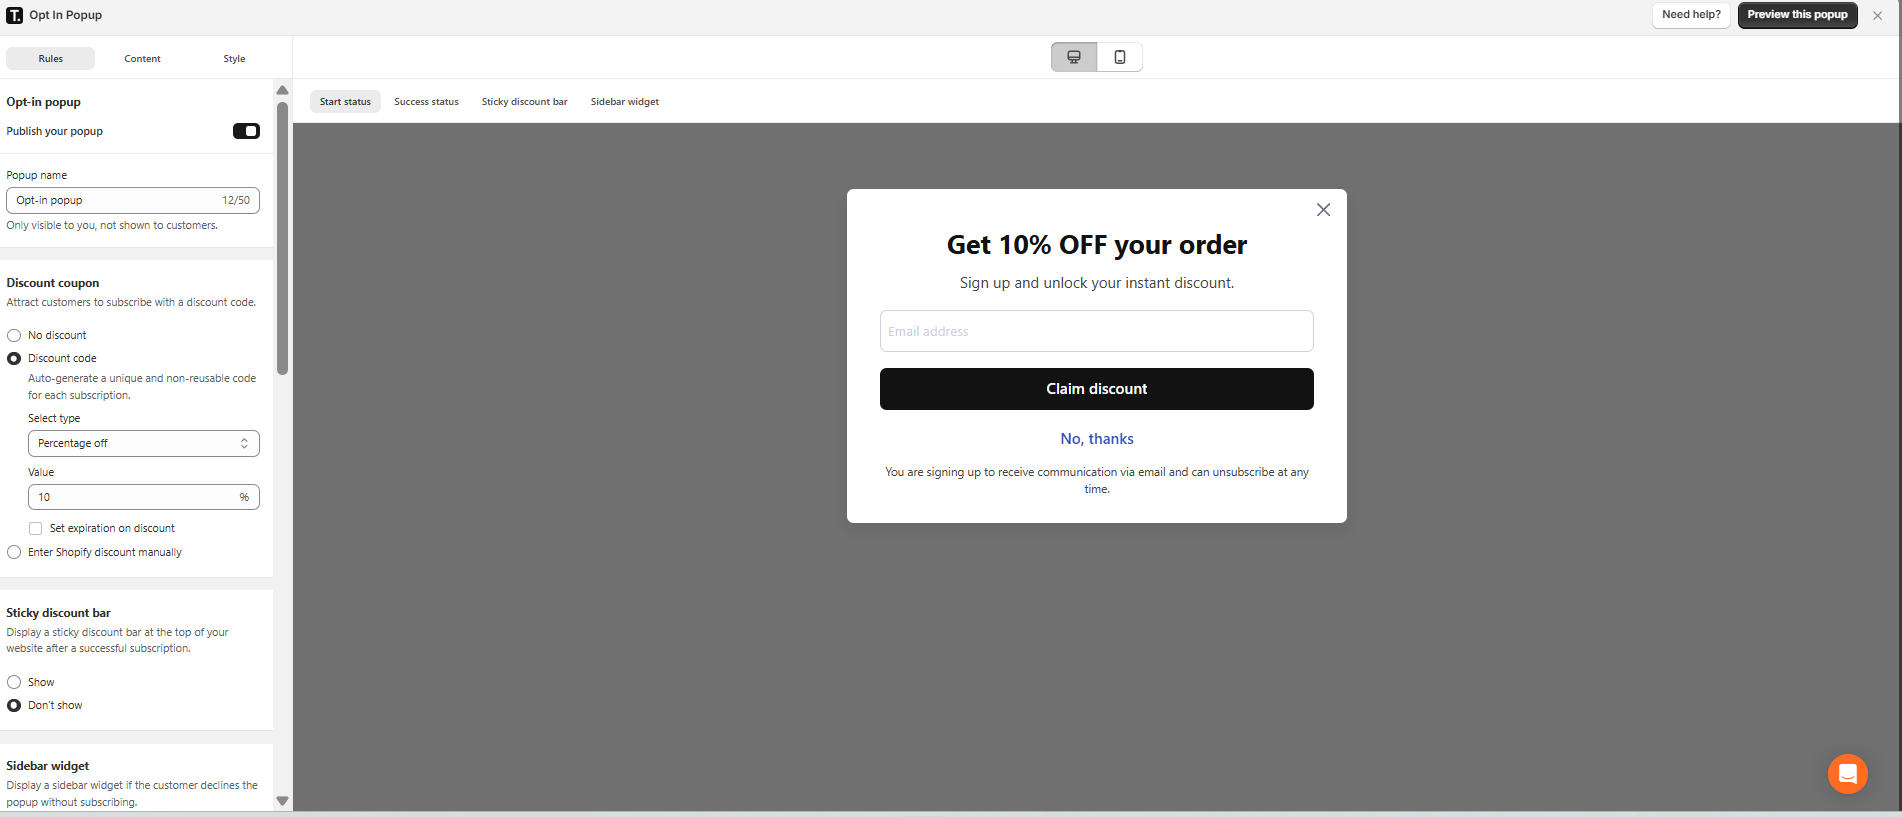 T. Opt In Popup
Need help?
Preview this popup
Rules
Content
Style
Opt-in popup
Publish your popup
Popup name
Opt-in popup 12/50
Only visible to you, not shown to customers.
Discount coupon
Attract customers to subscribe with a discount code.
No discount
Discount code
Auto-generate a unique and non-reusable code
for each subscription.
Select type
Percentage off
Value
10 %
Set expiration on discount
Enter Shopify discount manually
Sticky discount bar
Display a sticky discount bar at the top of your
website after a successful subscription.
Show
Don't show
Sidebar widget
Display a sidebar widget if the customer declines the
popup without subscribing.
Start status
Success status
Sticky discount bar
Sidebar widget
Get 10% OFF your order
Sign up and unlock your instant discount.
Email address
Claim discount
No, thanks
You are signing up to receive communication via email and can unsubscribe at any
time.